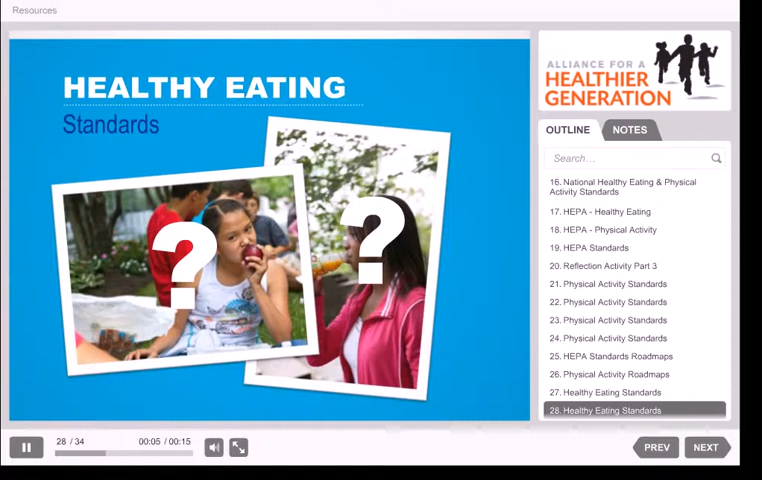 Resources
HEALTHY EATING
Standards
?
?
ALLIANCE FOR A
HEALTHIER
GENERATION
OUTLINE
NOTES
Search...
16. National Healthy Eating & Physical
Activity Standards
17. HEPA - Healthy Eating
18. HEPA - Physical Activity
19. HEPA Standards
20. Reflection Activity Part 3
21. Physical Activity Standards
22. Physical Activity Standards
23. Physical Activity Standards
24. Physical Activity Standards
25. HEPA Standards Roadmaps
26. Physical Activity Roadmaps
27. Healthy Eating Standards
28. Healthy Eating Standards
28 / 34
00:05 / 00:15
PREV
NEXT